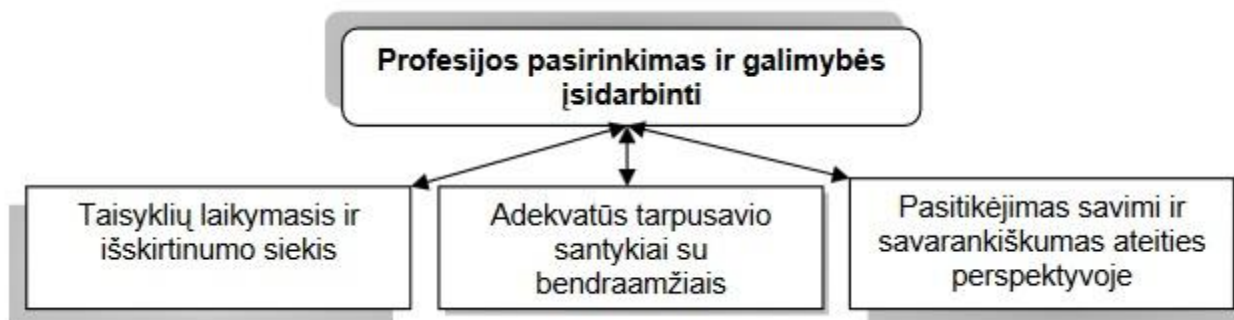 Profesijos pasirinkimas ir galimybės
įsidarbinti
Taisyklių laikymasis ir
išskirtinumo siekis
Adekvatūs tarpusavio
santykiai su
bendraamžiais
Pasitikėjimas savimi ir
savarankiškumas ateities
perspektyvoje